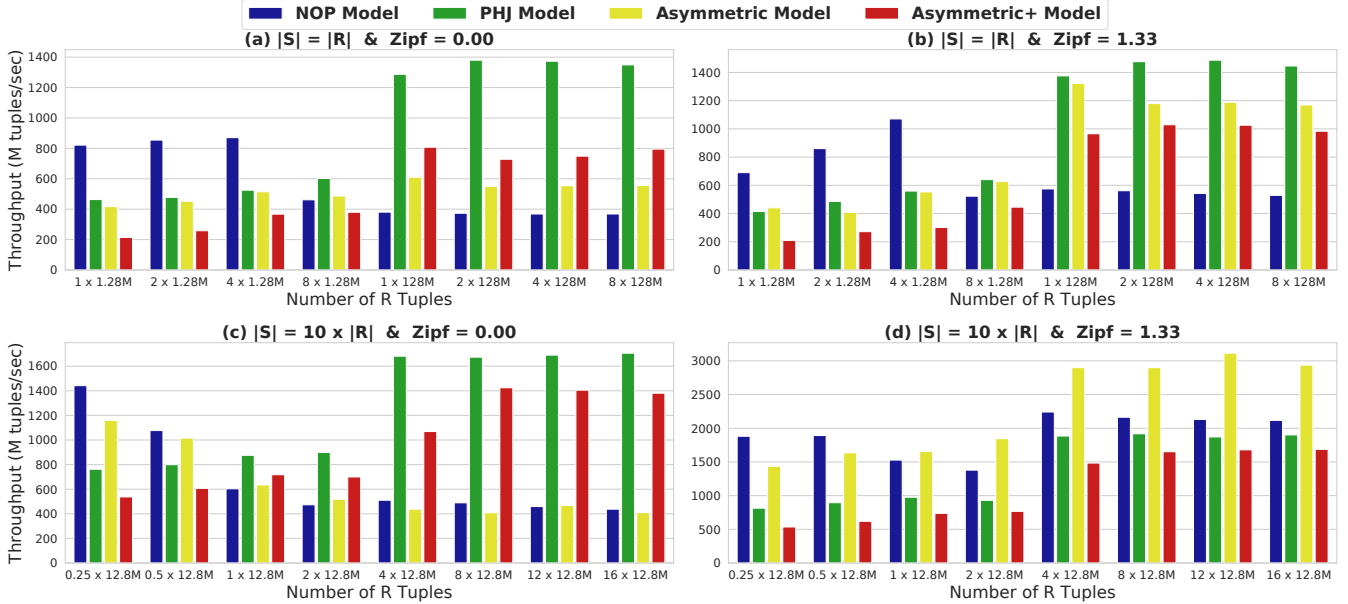 NOP Model PHJ Model Asymmetric Model Asymmetric+ Model
(a) |S| = |R| & Zipf = 0.00
Throughput (M tuples/sec)
1400
1200
1000
800
600
400
200
0
1 x 1.28M 2 x 1.28M 4 x 1.28M 8 x 1.28M 1 x 128M 2 x 128M 4 x 128M 8 x 128M
Number of R Tuples
(b) |S| = |R| & Zipf = 1.33
1400
1200
1000
800
600
400
200
0
1 x 1.28M 2 x 1.28M 4 x 1.28M 8 x 1.28M 1 x 128M 2 x 128M 4 x 128M 8 x 128M
Number of R Tuples
(c) |S| = 10 x |R| & Zipf = 0.00
Throughput (M tuples/sec)
1600
1400
1200
1000
800
600
400
200
0
0.25 x 12.8M 0.5 x 12.8M 1 x 12.8M 2 x 12.8M 4 x 12.8M 8 x 12.8M 12 x 12.8M 16 x 12.8M
Number of R Tuples
(d) |S| = 10 x |R| & Zipf = 1.33
3000
2500
2000
1500
1000
500
0
0.25 x 12.8M 0.5 x 12.8M 1 x 12.8M 2 x 12.8M 4 x 12.8M 8 x 12.8M 12 x 12.8M 16 x 12.8M
Number of R Tuples